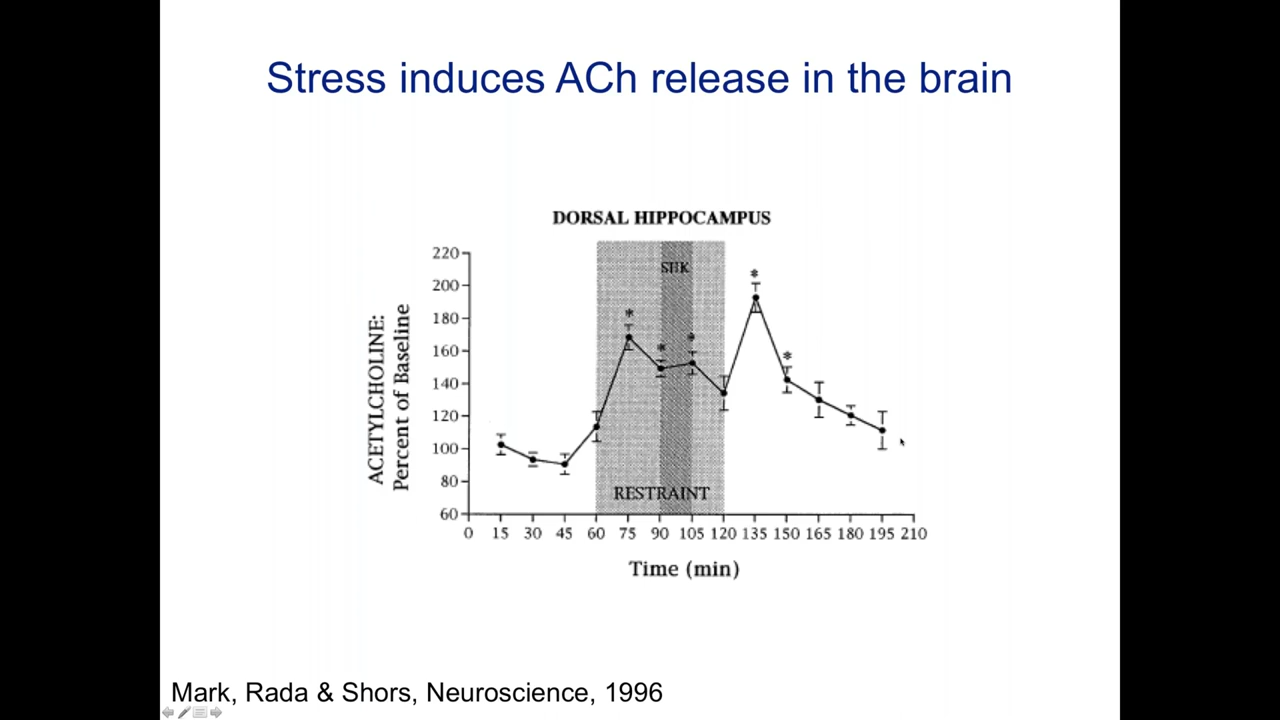 Stress induces ACh release in the brain
DORSAL HIPPOCAMPUS
ACETYLCHOLINE:
Percent of Baseline
220
200
180
160
140
120
100
80
60
*
*
*
*
*
RESTRAINT
0 15 30 45 60 75 90 105 120 135 150 165 180 195 210
Time (min)
Mark, Rada & Shors, Neuroscience, 1996